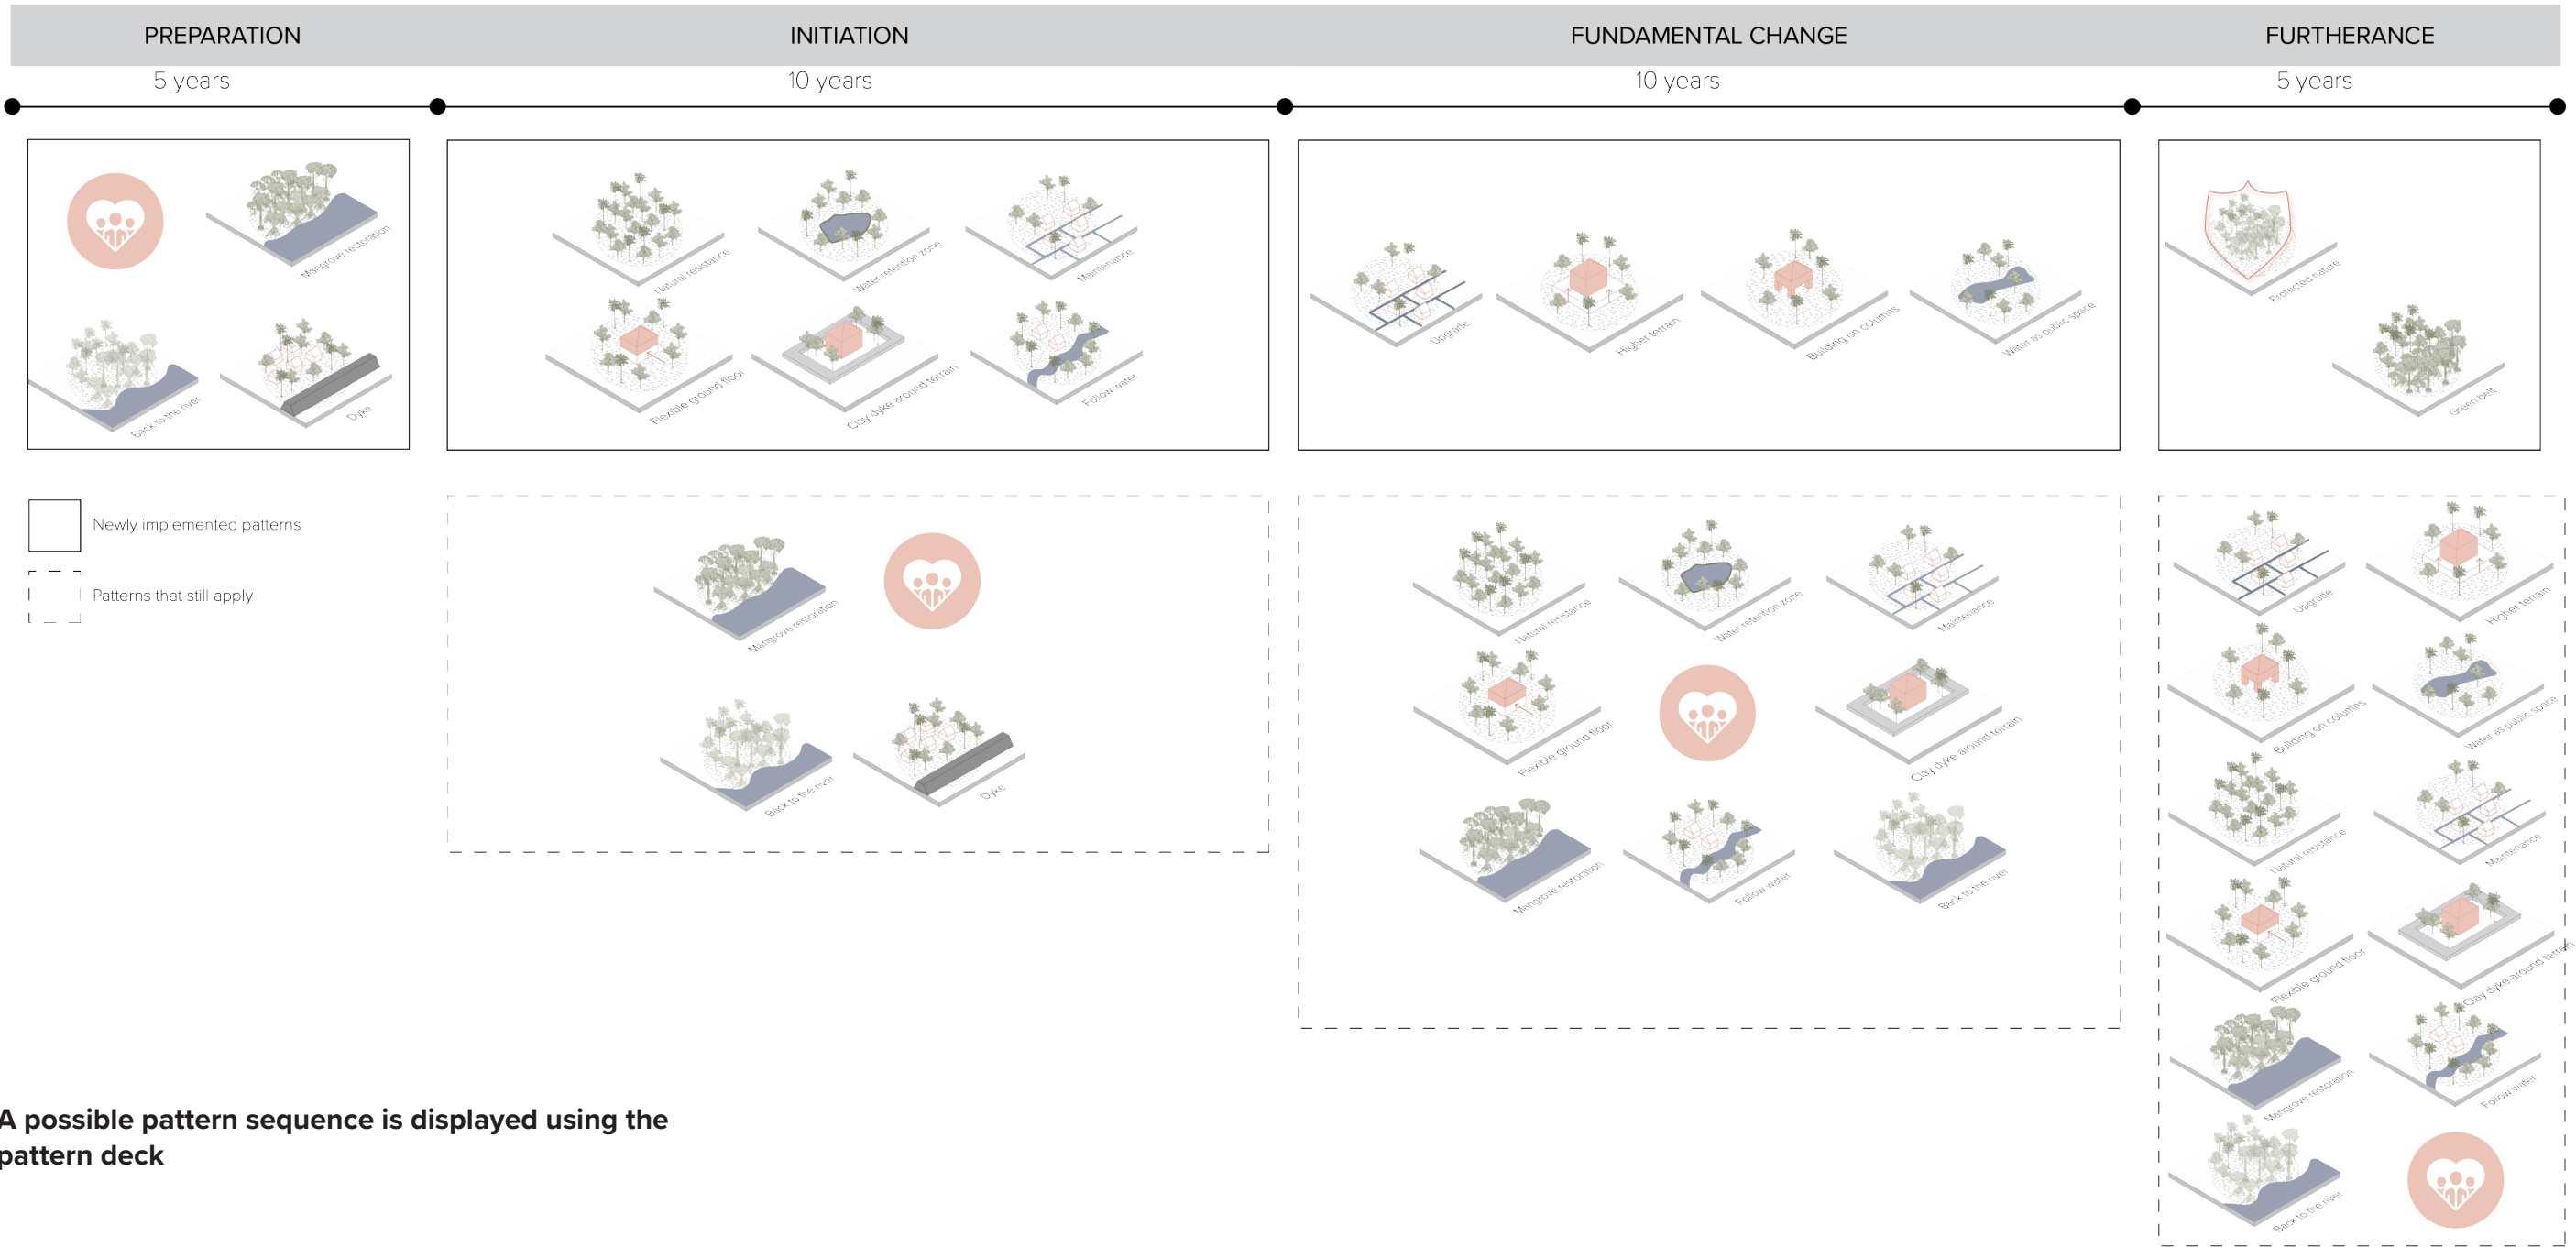 PREPARATION
INITIATION
FUNDAMENTAL CHANGE
FURTHERANCE
5 years
10 years
10 years
5 years
Mangrove restoration
Back to the river
Dyke
Natural resistance
Water retention zone
Maintenance
Flexible ground floor
Clay dyke around terrain
Follow water
Upgrade
Higher terrain
Building on columns
Water as public space
Protected nature
Green belt
Newly implemented patterns
Patterns that still apply
Mangrove restoration
Back to the river
Dyke
Natural resistance
Water retention zone
Maintenance
Flexible ground floor
Clay dyke around terrain
Mangrove restoration
Follow water
Back to the river
Upgrade
Higher terrain
Building on columns
Water as public space
Natural resistance
Maintenance
Flexible ground floor
Clay dyke around terrain
Mangrove restoration
Follow water
Back to the river
A possible pattern sequence is displayed using the
pattern deck